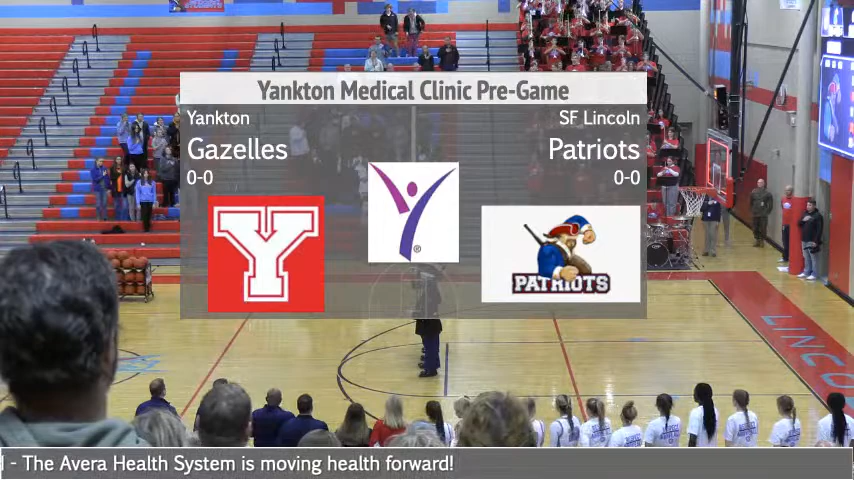 Yankton Medical Clinic Pre-Game
Yankton
SF Lincoln
Gazelles
Patriots
0-0
0-0
Y
®
PATRIOTS
LINCO
- The Avera Health System is moving health forward!